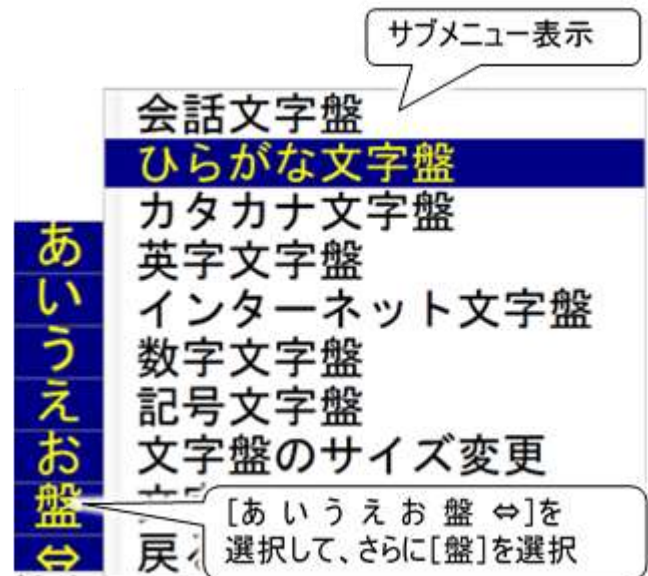 サブメニュー表示
会話文字盤
ひらがな文字盤
カタカナ文字盤
英字文字盤
インターネット文字盤
数字文字盤
記号文字盤
文字盤のサイズ変更
あ
い
う
え
お
盤
⇔
[あ い う え お 盤 ⇔]を
選択して、さらに[盤]を選択